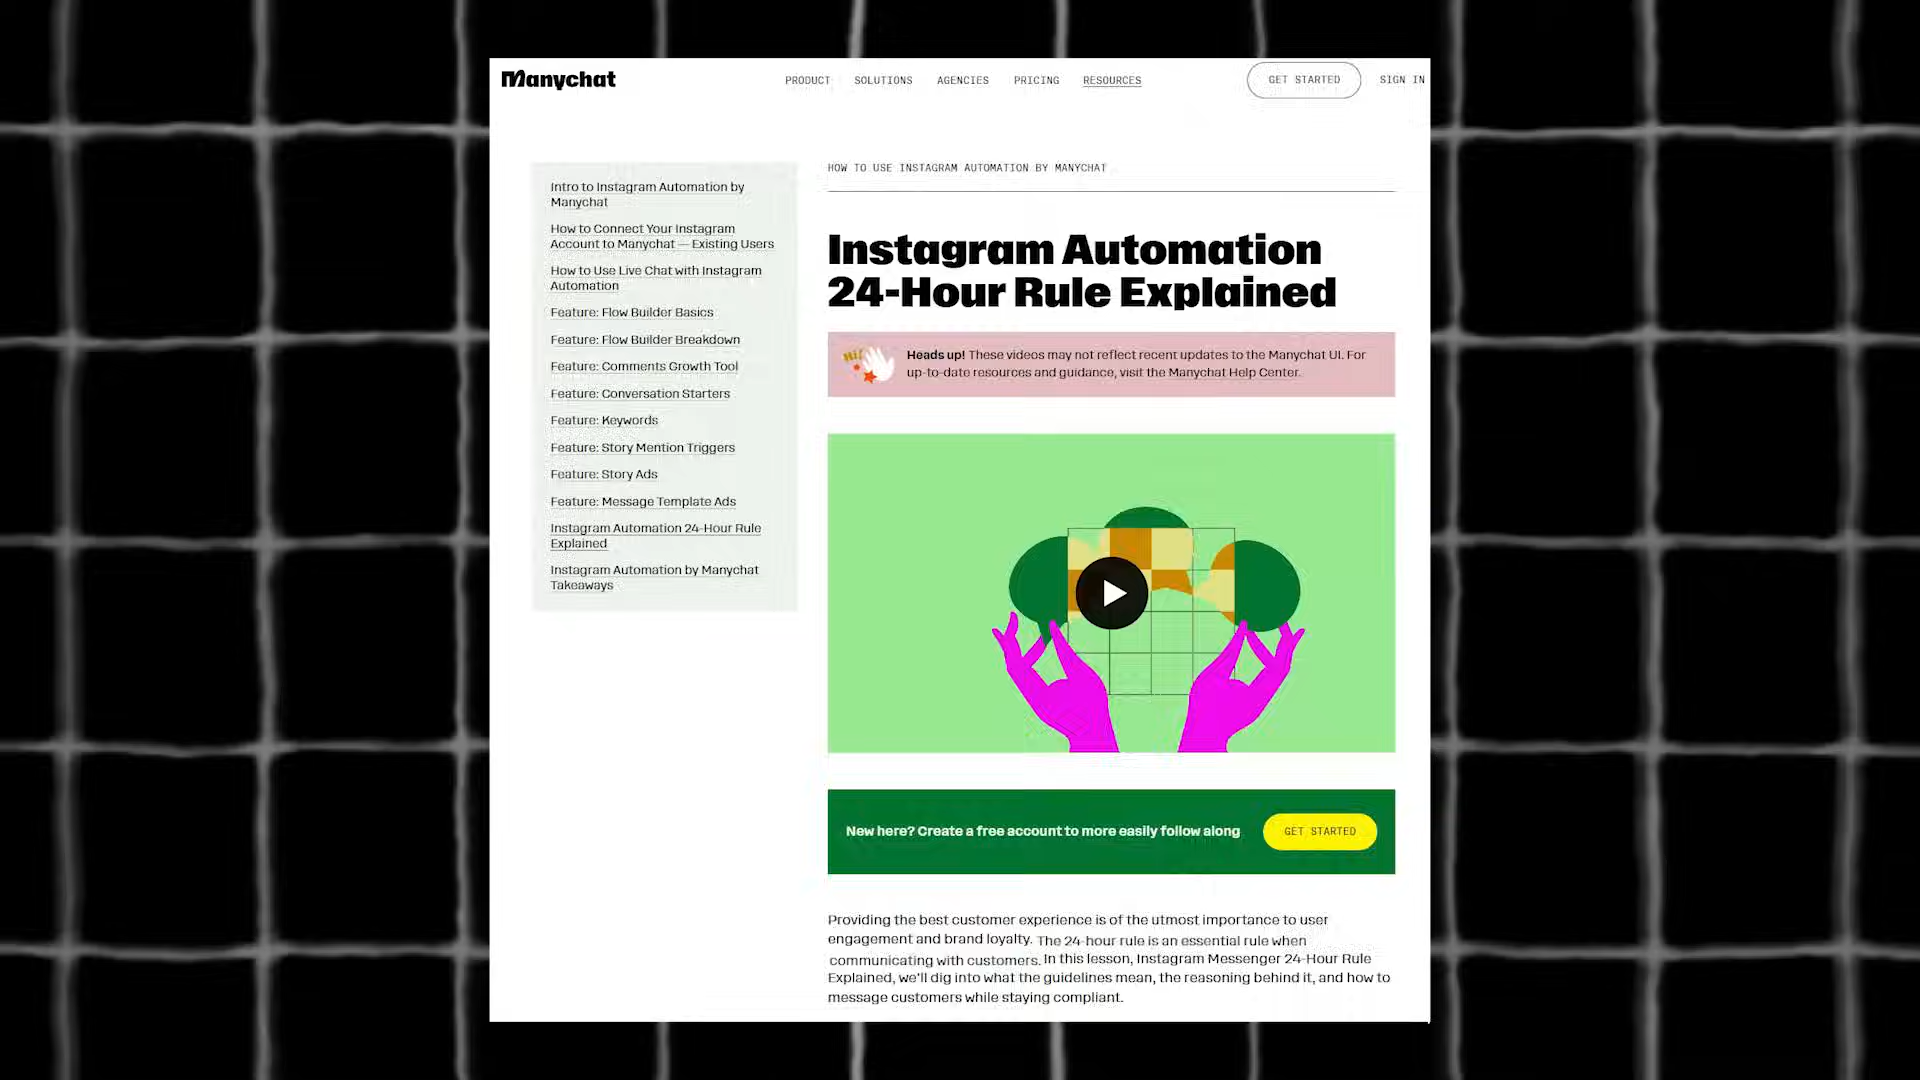 Manychat
PRODUCT SOLUTIONS AGENCIES PRICING RESOURCES
GET STARTED
SIGN IN
Intro to Instagram Automation by
Manychat
How to Connect Your Instagram
Account to Manychat — Existing Users
How to Use Live Chat with Instagram
Automation
Feature: Flow Builder Basics
Feature: Flow Builder Breakdown
Feature: Comments Growth Tool
Feature: Conversation Starters
Feature: Keywords
Feature: Story Mention Triggers
Feature: Story Ads
Feature: Message Template Ads
Instagram Automation 24-Hour Rule
Explained
Instagram Automation by Manychat
Takeaways
HOW TO USE INSTAGRAM AUTOMATION BY MANYCHAT
Instagram Automation
24-Hour Rule Explained
Hi!
Heads up! These videos may not reflect recent updates to the Manychat UI. For
up-to-date resources and guidance, visit the Manychat Help Center.
New here? Create a free account to more easily follow along
GET STARTED
Providing the best customer experience is of the utmost importance to user
engagement and brand loyalty. The 24-hour rule is an essential rule when
communicating with customers. In this lesson, Instagram Messenger 24-Hour Rule
Explained, we'll dig into what the guidelines mean, the reasoning behind it, and how to
message customers while staying compliant.